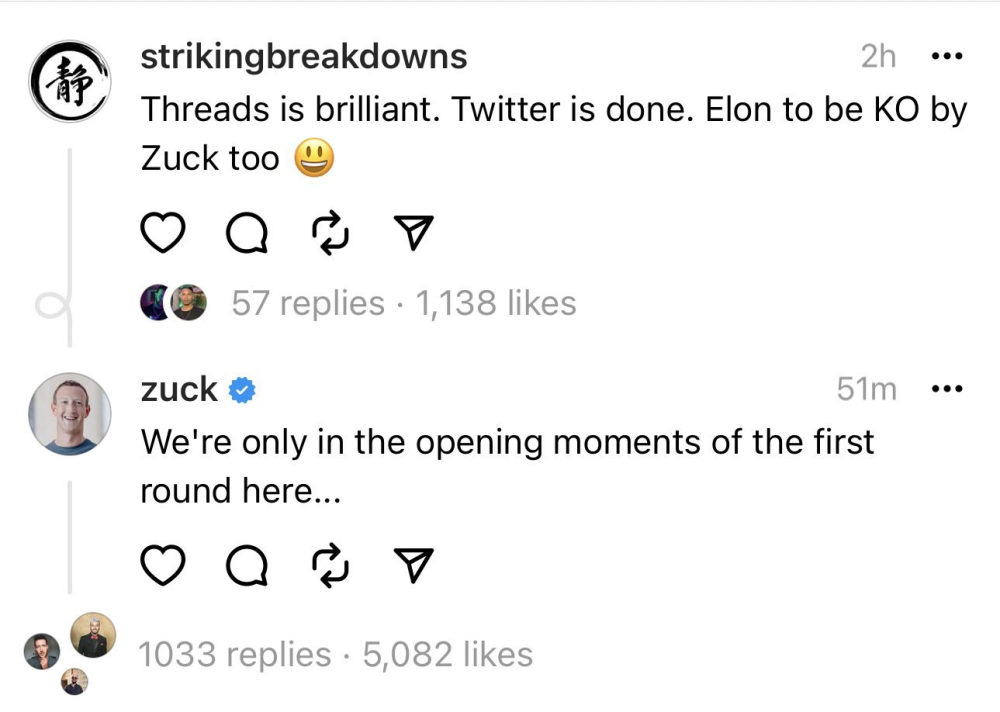 静
strikingbreakdowns 2h
Threads is brilliant. Twitter is done. Elon to be KO by
Zuck too 😃
57 replies · 1,138 likes
zuck 51m
We're only in the opening moments of the first
round here...
1033 replies · 5,082 likes